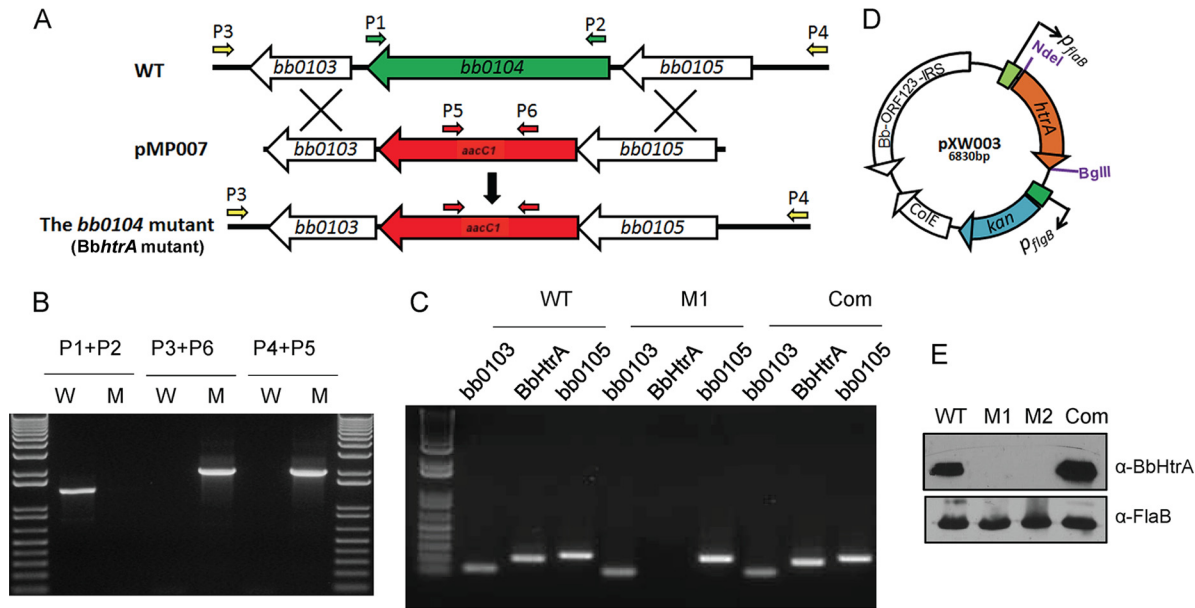 A
P3
P1
P2
P4
WT
bb0103
bb0104
bb0105
P5
P6
pMP007
bb0103
aacC1
bb0105
P3
P4
The bb0104 mutant
(BbhtrA mutant)
bb0103
aacC1
bb0105
D
pflaB
NdeI
htrA
Bb-ORF123-IRS
pXW003
6830bp
BglII
ColE
kan
pflgB
B
P1+P2 P3+P6 P4+P5
W M W M W M
C
WT M1 Com
bb0103 BbHtrA bb0105 bb0103 BbHtrA bb0105 bb0103 BbHtrA bb0105
E
WT M1 M2 Com
α-BbHtrA
α-FlaB